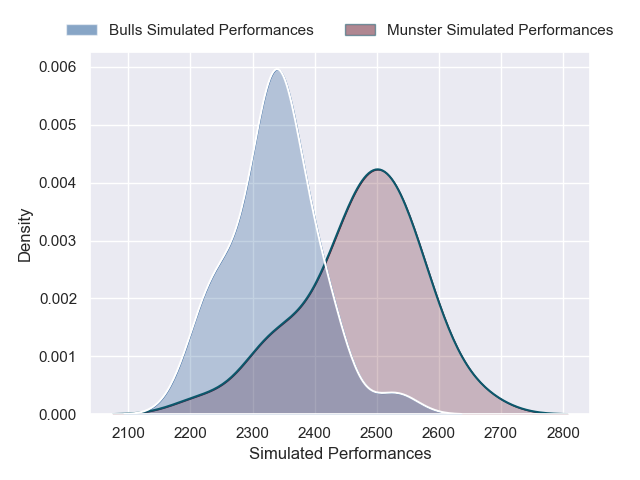 Bulls Simulated Performances
Munster Simulated Performances
0.006
0.005
0.004
0.003
0.002
0.001
0.000
Density
2100 2200 2300 2400 2500 2600 2700 2800
Simulated Performances